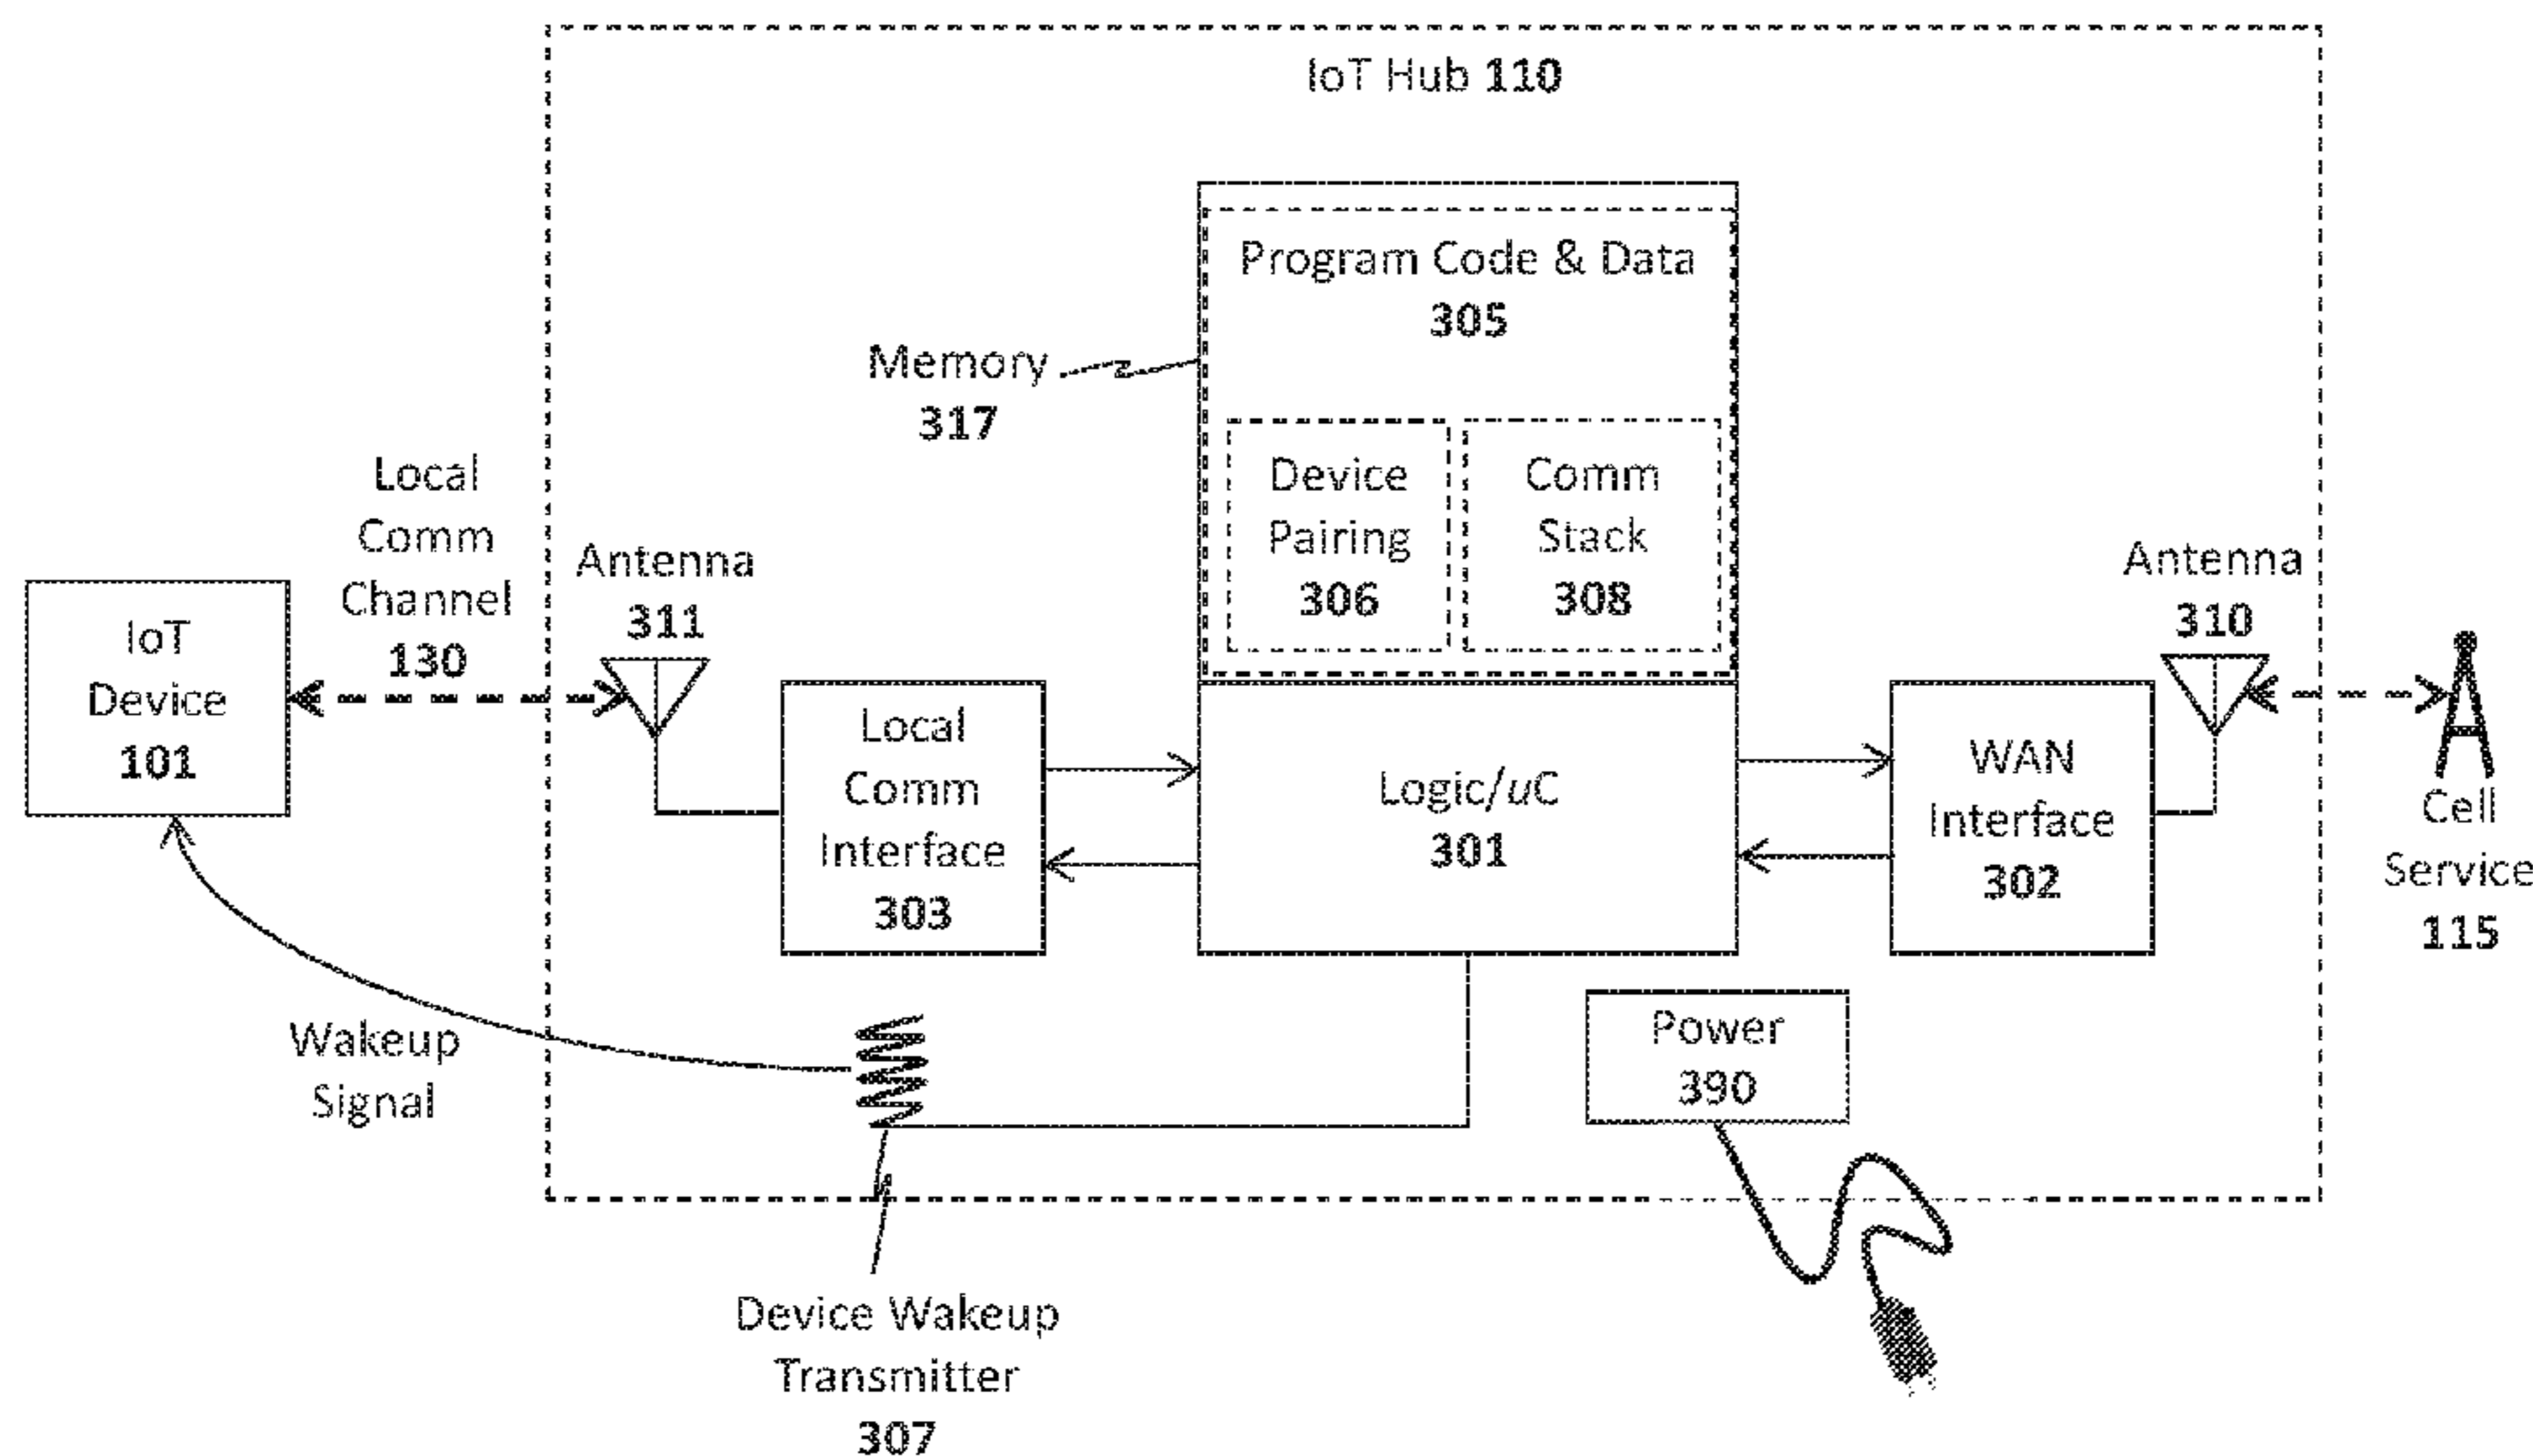 IoT Hub 110
Program Code & Data
305
Memory
317
Device
Pairing
306
Comm
Stack
308
Local
Comm
Channel
130
Antenna
311
Antenna
310
IoT
Device
101
Local
Comm
Interface
303
Logic/uC
301
WAN
Interface
302
Cell
Service
115
Wakeup
Signal
Power
390
Device Wakeup
Transmitter
307